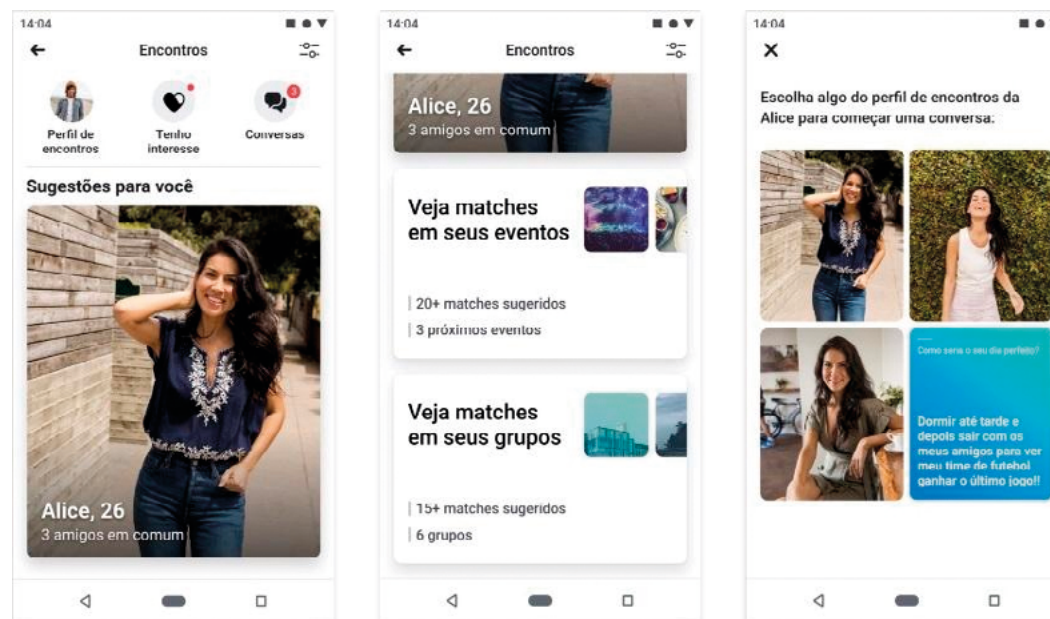 14:04
Encontros
Perfil de
encontros
Tenho
interesse
3
Conversas
Sugestões para você
Alice, 26
3 amigos em comum
14:04
Encontros
Alice, 26
3 amigos em comum
Veja matches
em seus eventos
20+ matches sugeridos
3 próximos eventos
Veja matches
em seus grupos
15+ matches sugeridos
6 grupos
14:04
Escolha algo do perfil de encontros da
Alice para começar uma conversa:
Como seria o seu dia perfeito?
Dormir até tarde e
depois sair com os
meus amigos para ver
meu time de futebol
ganhar o último jogo!!